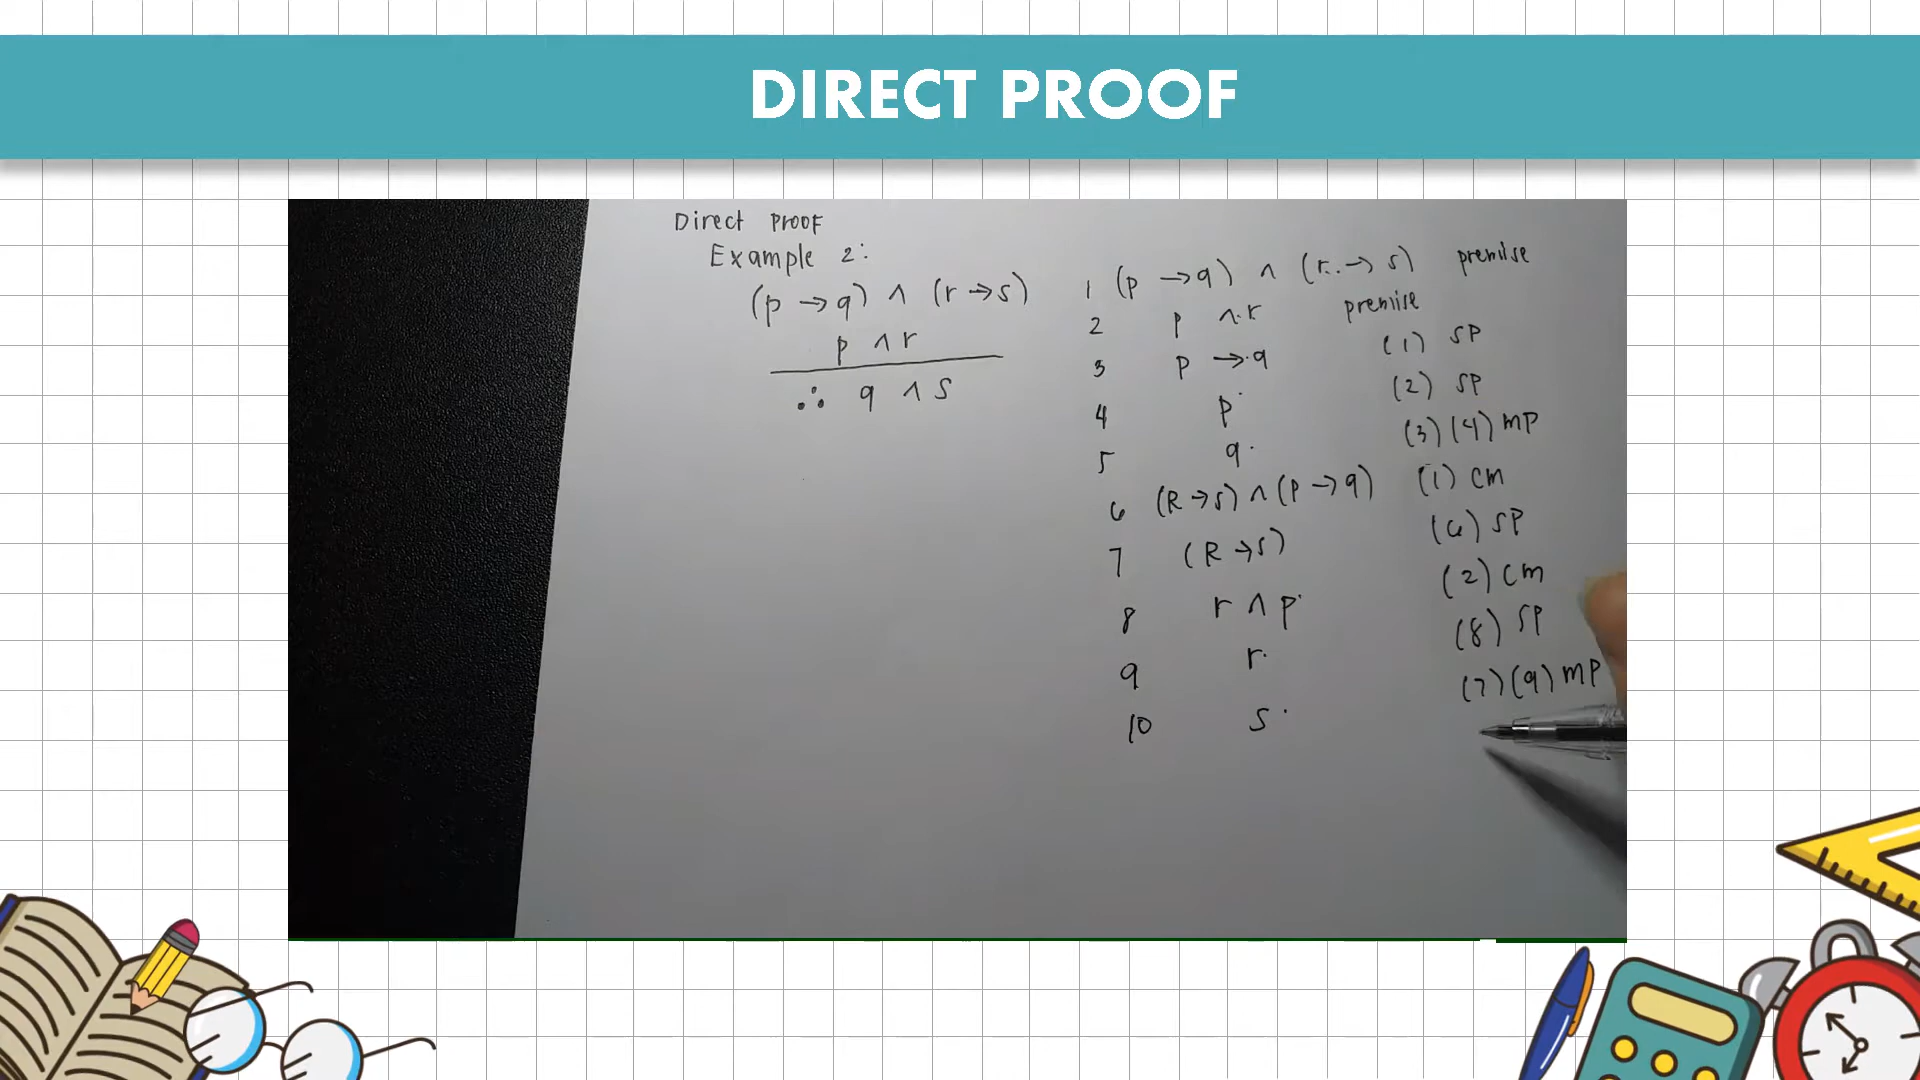 DIRECT PROOF
Direct Proof
Example 2:
(p → q) ∧ (r → s)
p ∧ r
∴ q ∧ s
1 (p → q) ∧ (r → s) premise
2 p ∧ r premise
3 p → q (1) SP
4 p (2) SP
5 q (3)(4) MP
6 (R → s) ∧ (P → q) (1) CM
7 (R → s) (6) SP
8 r ∧ p (2) CM
9 r (8) SP
10 s (7)(9) MP